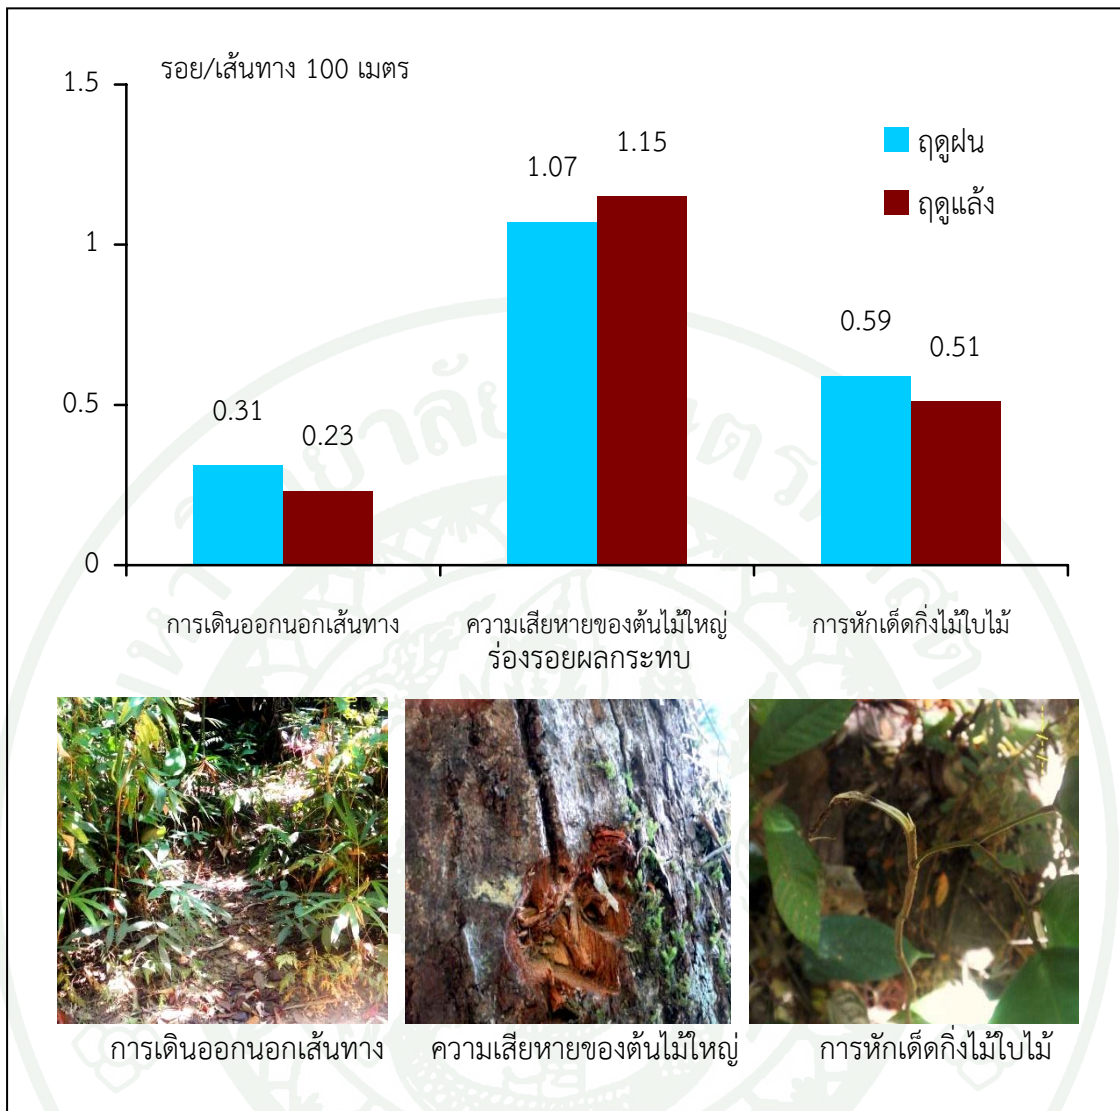 รอย/เส้นทาง 100 เมตร
1.5
1
0.5
0
0.31
0.23
1.07
1.15
0.59
0.51
ฤดูฝน
ฤดูแล้ง
การเดินออกนอกเส้นทาง ความเสียหายของต้นไม้ใหญ่ การหักเด็ดกิ่งไม้ใบไม้
ร่องรอยผลกระทบ
การเดินออกนอกเส้นทาง ความเสียหายของต้นไม้ใหญ่ การหักเด็ดกิ่งไม้ใบไม้